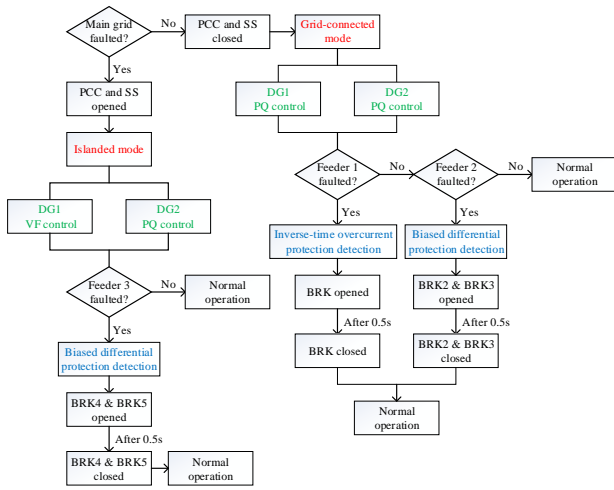 Main grid
faulted?
No
PCC and SS
closed
Grid-connected
mode
Yes
PCC and SS
opened
DG1
PQ control
DG2
PQ control
Islanded mode
Feeder 1
faulted?
No
Feeder 2
faulted?
No
Normal
operation
DG1
VF control
DG2
PQ control
Yes
Yes
Inverse-time overcurrent
protection detection
Biased differential
protection detection
Feeder 3
faulted?
No
Normal
operation
BRK opened
BRK2 & BRK3
opened
Yes
After 0.5s
After 0.5s
Biased differential
protection detection
BRK closed
BRK2 & BRK3
closed
BRK4 & BRK5
opened
Normal
operation
After 0.5s
BRK4 & BRK5
closed
Normal
operation